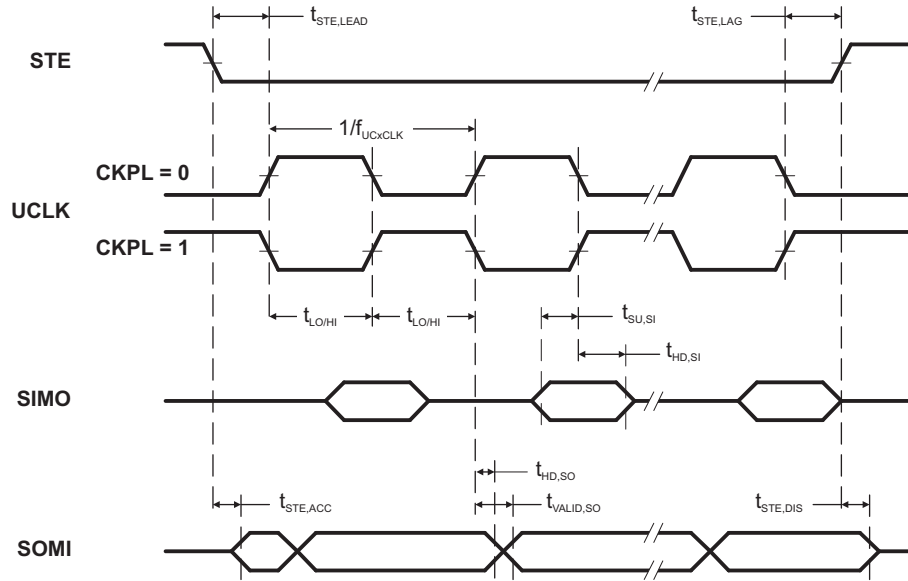 tSTE,LEAD
tSTE,LAG
STE
1/fUCxCLK
CKPL = 0
UCLK
CKPL = 1
tLO/HI tLO/HI
tSU,SI
tHD,SI
SIMO
tHD,SO
tSTE,ACC tVALID,SO tSTE,DIS
SOMI